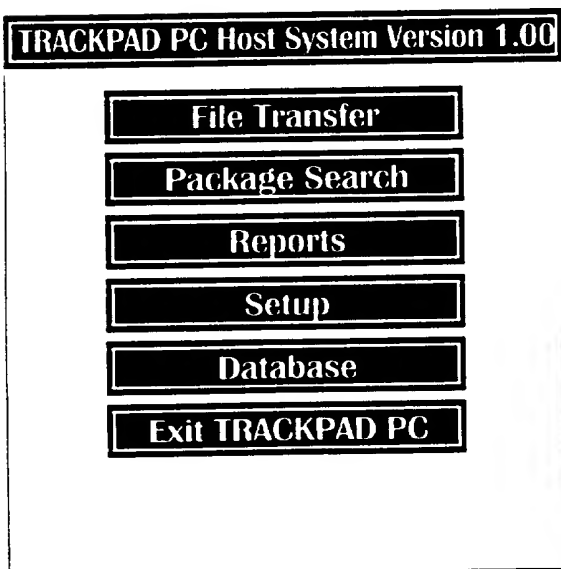 TRACKPAD PC Host System Version 1.00
File Transfer
Package Search
Reports
Setup
Database
Exit TRACKPAD PC